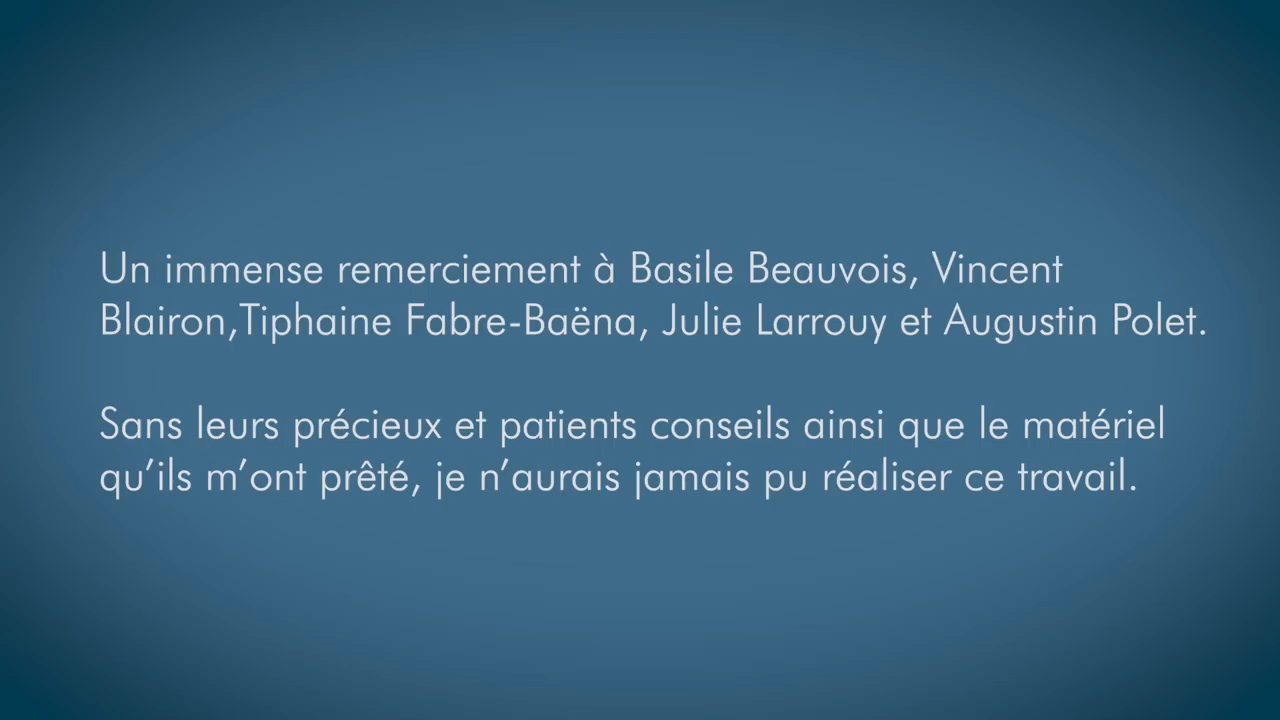 Un immense remerciement à Basile Beauvois, Vincent
Blairon,Tiphaine Fabre-Baëna, Julie Larrouy et Augustin Polet.
Sans leurs précieux et patients conseils ainsi que le matériel
qu’ils m’ont prêté, je n’aurais jamais pu réaliser ce travail.